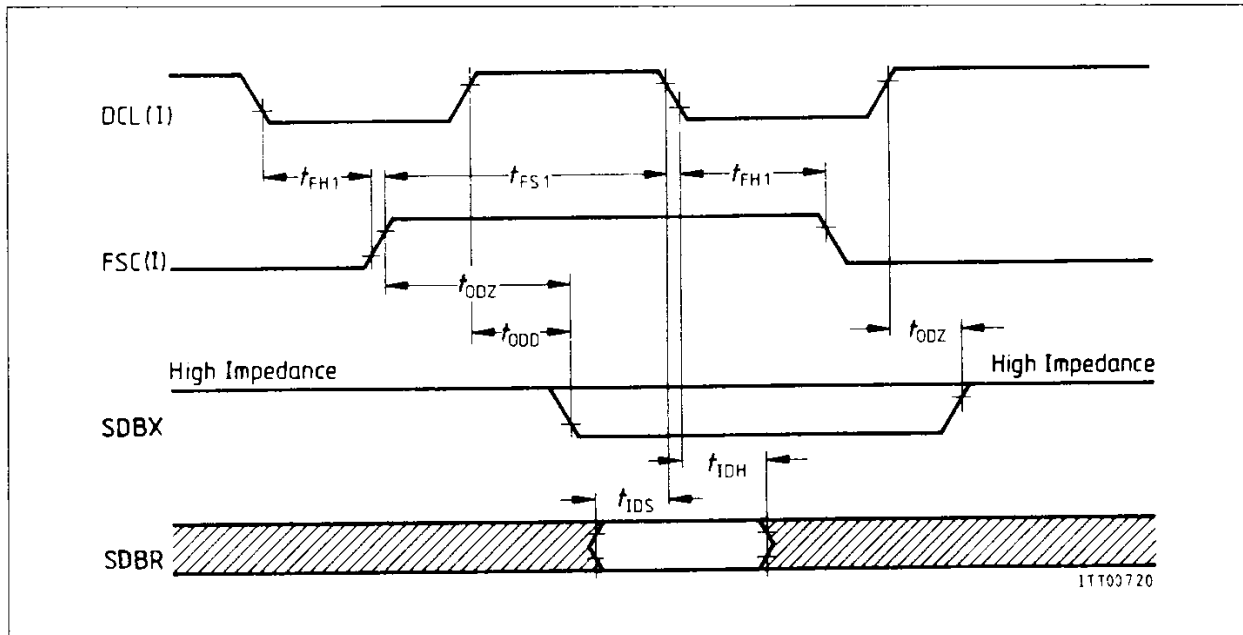 DCL(I)
tFH1
tFS1
tFH1
FSC(I)
tODZ
tODD
tODZ
High Impedance
High Impedance
SDBX
tIDH
tIDS
SDBR
ITT00720